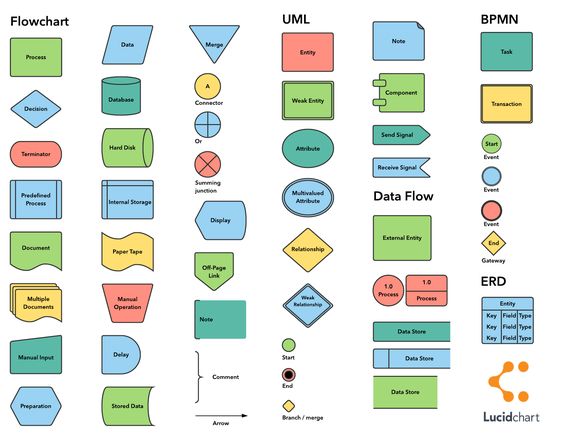 Flowchart
Process
Decision
Terminator
Predefined
Process
Document
Multiple
Documents
Manual Input
Preparation
Data
Database
Hard Disk
Internal Storage
Paper Tape
Manual
Operation
Delay
Stored Data
Merge
A
Connector
Or
Summing
junction
Display
Off-Page
Link
Note
Comment
Arrow
UML
Entity
Weak Entity
Attribute
Multivalued
Attribute
Relationship
Weak
Relationship
Start
End
Branch / merge
Note
Component
Send Signal
Receive Signal
Data Flow
External Entity
1.0
Process
1.0
Process
Data Store
Data Store
Data Store
BPMN
Task
Transaction
Start
Event
Event
Event
End
Gateway
ERD
Entity
Key Field Type
Key Field Type
Key Field Type
Lucidchart